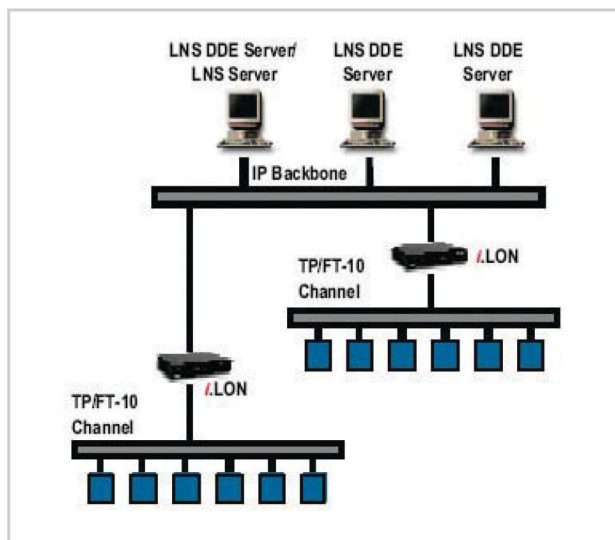 LNS DDE Server/
LNS Server
LNS DDE
Server
LNS DDE
Server
IP Backbone
TP/FT-10
Channel
i.LON
i.LON
TP/FT-10
Channel